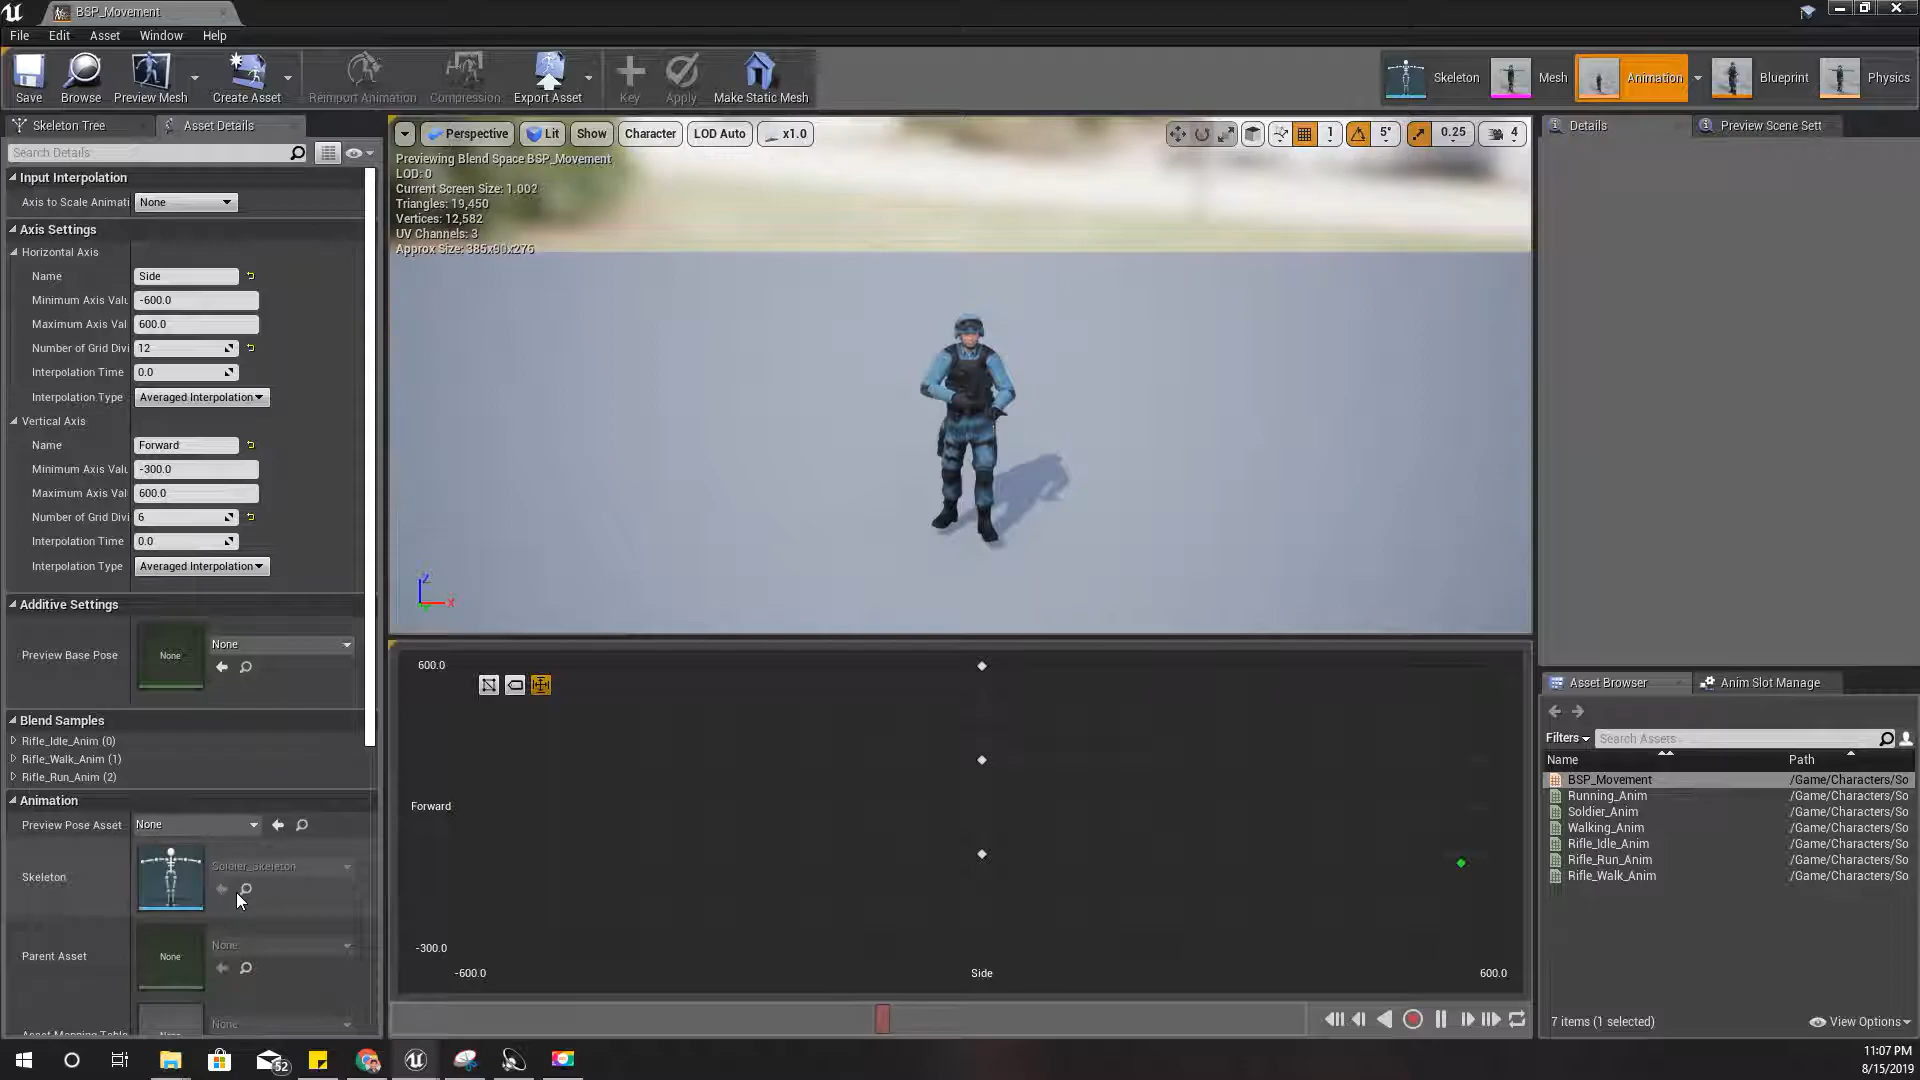 BSP_Movement
File Edit Asset Window Help
Save Browse Preview Mesh Create Asset Reimport Animation Compression Export Asset Key Apply Make Static Mesh
Skeleton Mesh Animation Blueprint Physics
Skeleton Tree Asset Details
Search Details
Input Interpolation
Axis to Scale Animati None
Axis Settings
Horizontal Axis
Name Side
Minimum Axis Valu -600.0
Maximum Axis Val 600.0
Number of Grid Divi 12
Interpolation Time 0.0
Interpolation Type Averaged Interpolation
Vertical Axis
Name Forward
Minimum Axis Valu -300.0
Maximum Axis Val 600.0
Number of Grid Divi 6
Interpolation Time 0.0
Interpolation Type Averaged Interpolation
Additive Settings
Preview Base Pose None None
Blend Samples
Rifle_Idle_Anim (0)
Rifle_Walk_Anim (1)
Rifle_Run_Anim (2)
Animation
Preview Pose Asset None
Skeleton Soldier_Skeleton
Parent Asset None None
None
Perspective Lit Show Character LOD Auto x1.0
1 5° 0.25 4
Previewing Blend Space BSP_Movement
LOD: 0
Current Screen Size: 1.002
Triangles: 19,450
Vertices: 12,582
UV Channels: 3
Approx Size: 385x90x276
Z
X
600.0
Forward
-300.0
-600.0 Side 600.0
Details Preview Scene Sett
Asset Browser Anim Slot Manage
Filters Search Assets
Name Path
BSP_Movement /Game/Characters/So
Running_Anim /Game/Characters/So
Soldier_Anim /Game/Characters/So
Walking_Anim /Game/Characters/So
Rifle_Idle_Anim /Game/Characters/So
Rifle_Run_Anim /Game/Characters/So
Rifle_Walk_Anim /Game/Characters/So
7 items (1 selected) View Options
52
11:07 PM
8/15/2019